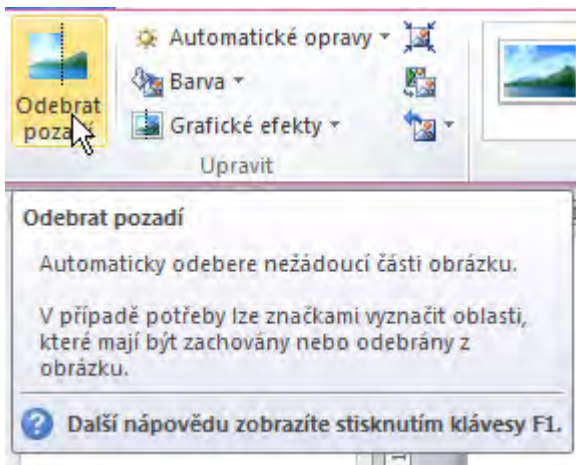 Automatické opravy
Barva
Odebrat
pozadí
Grafické efekty
Upravit
Odebrat pozadí
Automaticky odebere nežádoucí části obrázku.
V případě potřeby lze značkami vyznačit oblasti,
které mají být zachovány nebo odebrány z
obrázku.
Další nápovědu zobrazíte stisknutím klávesy F1.